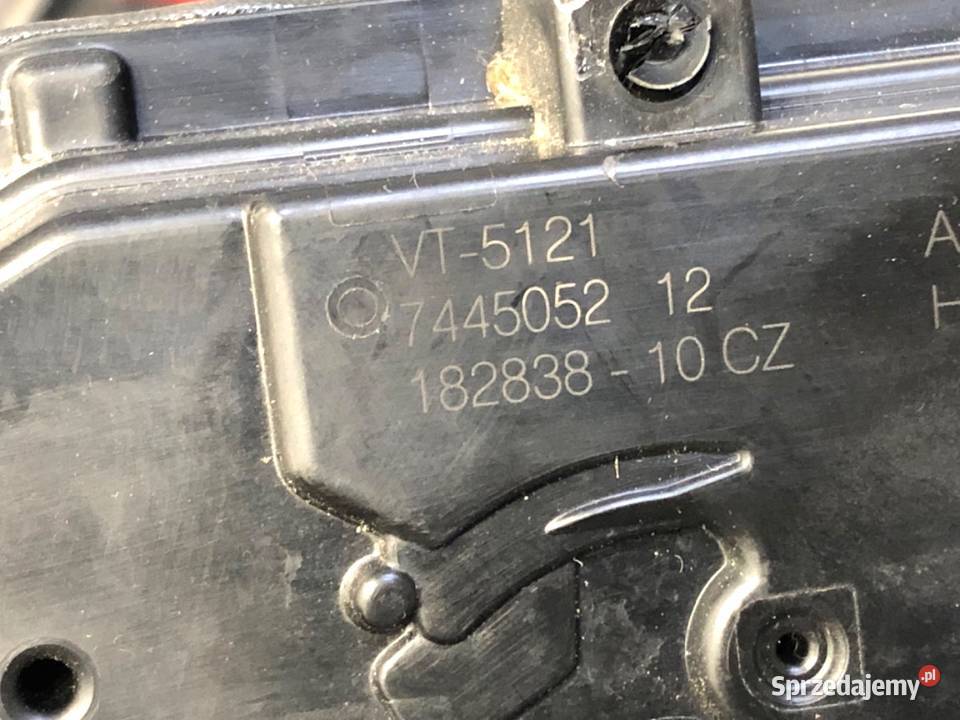 VT-5121
7445052 12
182838 - 10 CZ
A
H
Sprzedajemy.pl